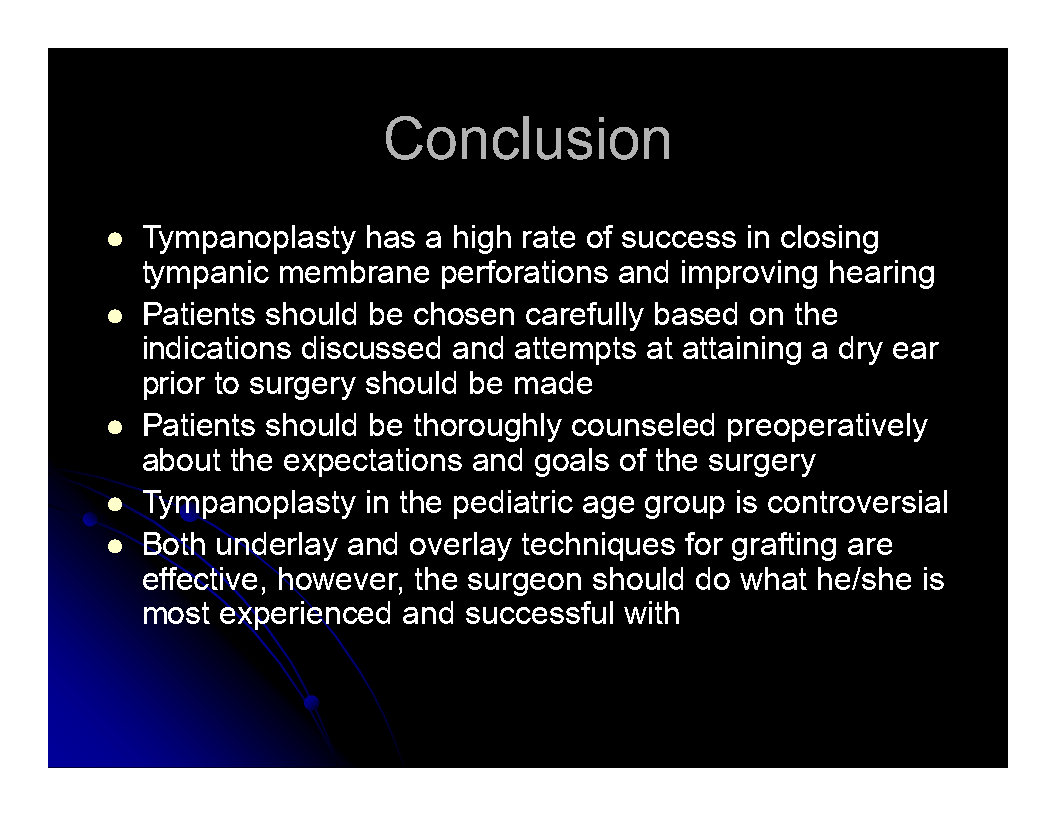 Conclusion
Tympanoplasty has a high rate of success in closing
tympanic membrane perforations and improving hearing
Patients should be chosen carefully based on the
indications discussed and attempts at attaining a dry ear
prior to surgery should be made
Patients should be thoroughly counseled preoperatively
about the expectations and goals of the surgery
Tympanoplasty in the pediatric age group is controversial
Both underlay and overlay techniques for grafting are
effective, however, the surgeon should do what he/she is
most experienced and successful with